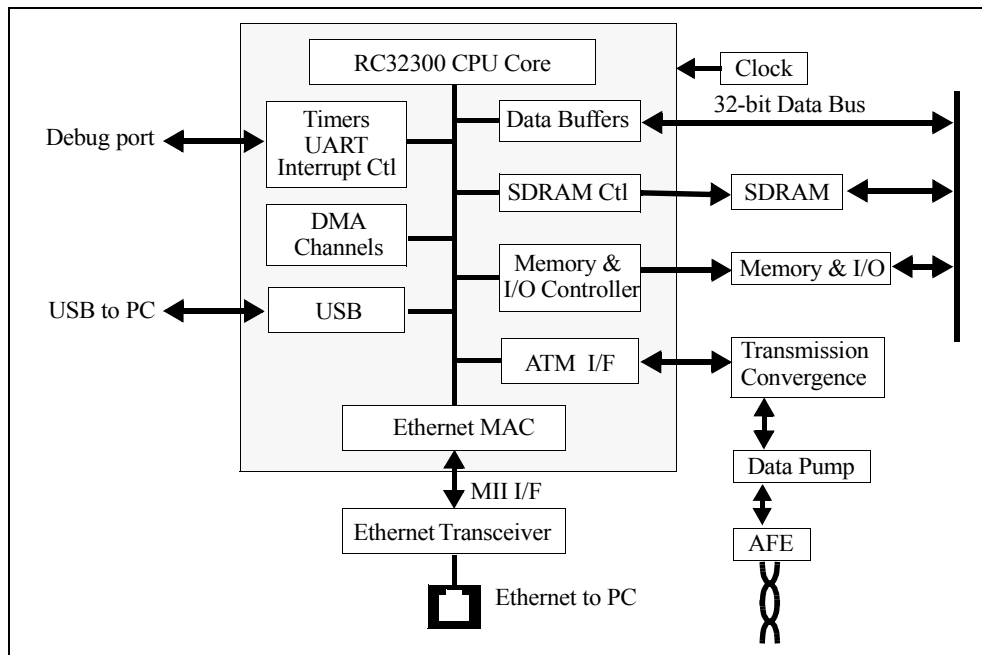 RC32300 CPU Core
Clock
32-bit Data Bus
Debug port
Timers
UART
Interrupt Ctl
Data Buffers
SDRAM Ctl
SDRAM
DMA
Channels
Memory &
I/O Controller
Memory & I/O
USB to PC
USB
ATM I/F
Transmission
Convergence
Ethernet MAC
Data Pump
MII I/F
Ethernet Transceiver
AFE
Ethernet to PC